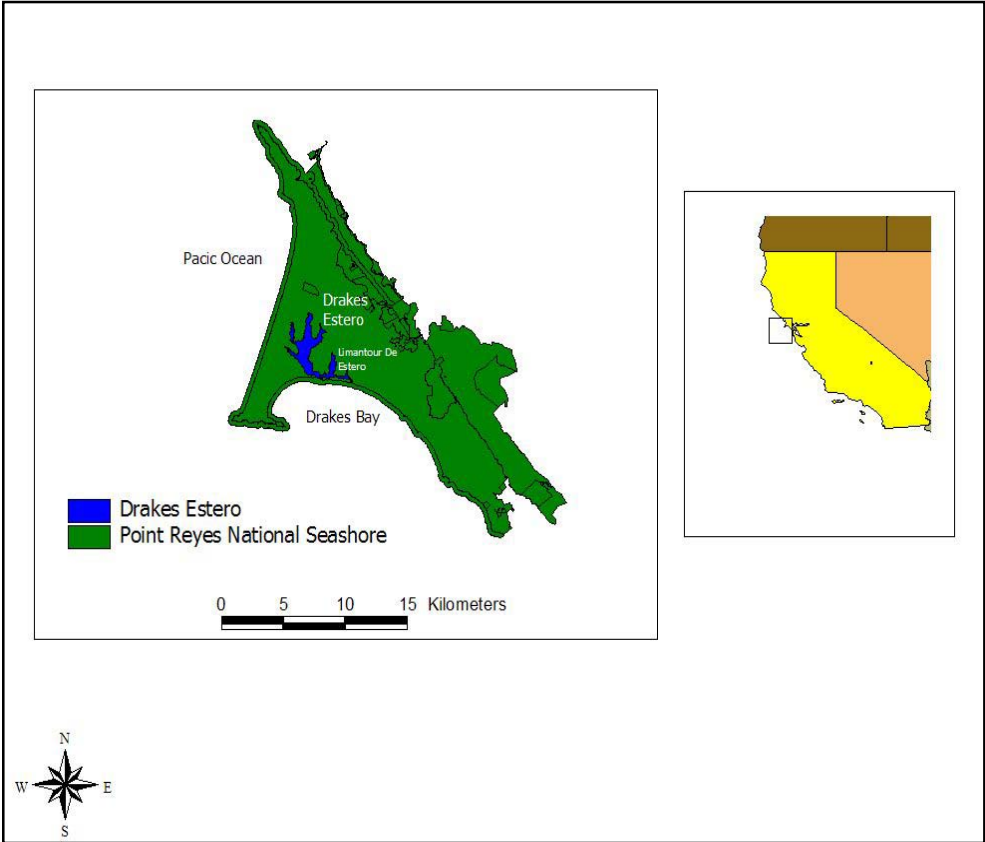 Pacic Ocean
Drakes
Estero
Limantour De
Estero
Drakes Bay
Drakes Estero
Point Reyes National Seashore
0 5 10 15 Kilometers
N
W E
S